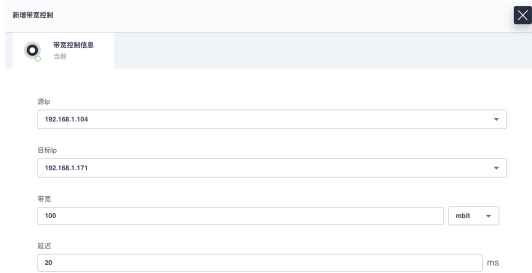 新增带宽控制
带宽控制信息
当前
源ip
192.168.1.104
目标ip
192.168.1.171
带宽
100
mbit
延迟
20
ms